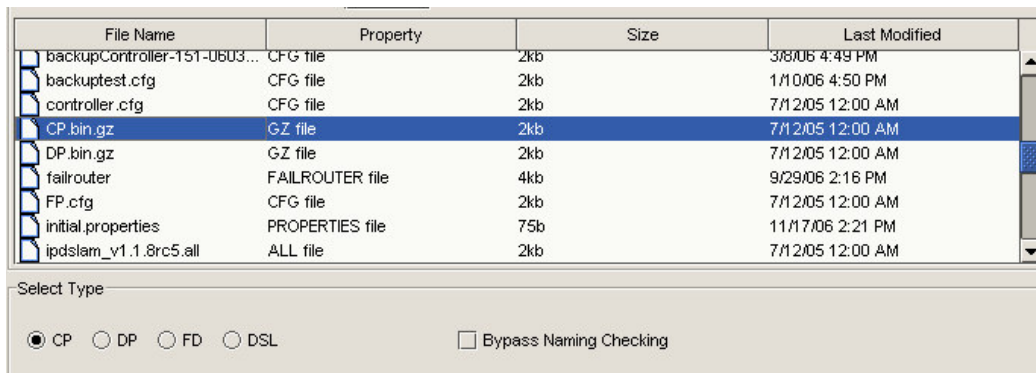 File Name Property Size Last Modified
backupController-151-0603... CFG file 2kb 3/8/06 4:49 PM
backuptest.cfg CFG file 2kb 1/10/06 4:50 PM
controller.cfg CFG file 2kb 7/12/05 12:00 AM
CP.bin.gz GZ file 2kb 7/12/05 12:00 AM
DP.bin.gz GZ file 2kb 7/12/05 12:00 AM
failrouter FAILROUTER file 4kb 9/29/06 2:16 PM
FP.cfg CFG file 2kb 7/12/05 12:00 AM
initial.properties PROPERTIES file 75b 11/17/06 2:21 PM
ipdslam_v1.1.8rc5.all ALL file 2kb 7/12/05 12:00 AM
Select Type
CP DP FD DSL Bypass Naming Checking